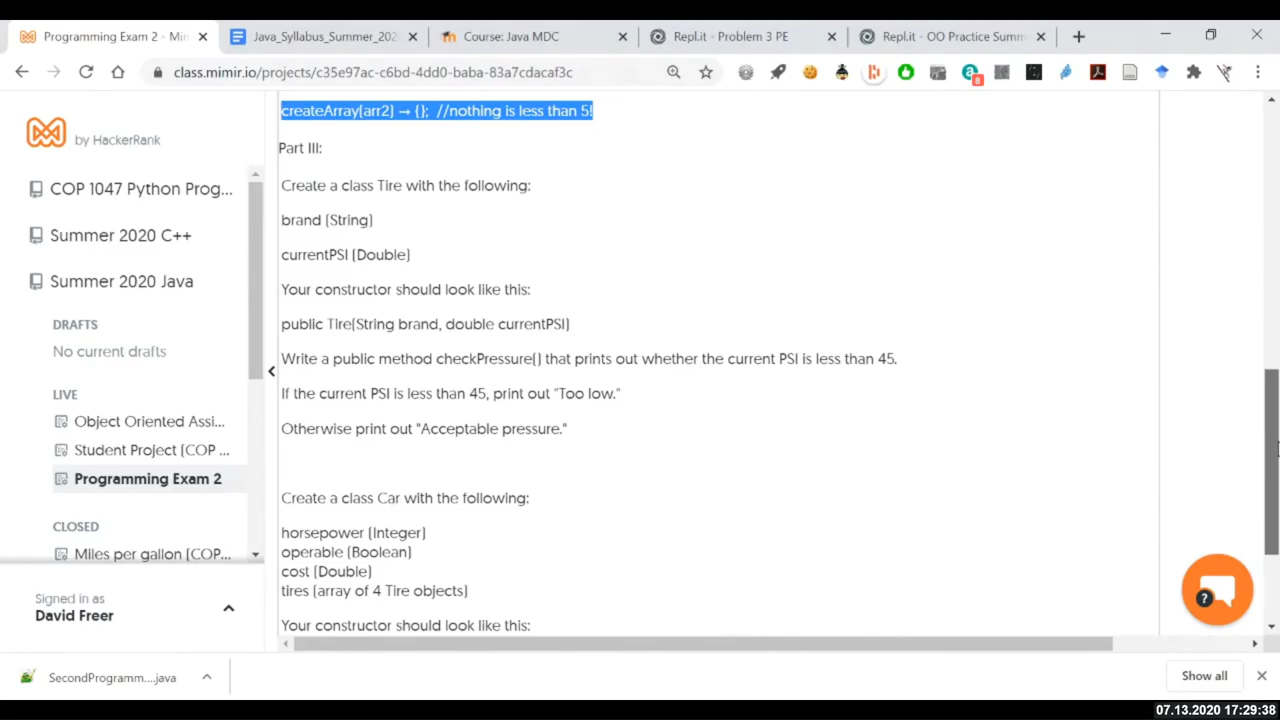 Programming Exam 2 - Min
Java_Syllabus_Summer_202
Course: Java MDC
Repl.it - Problem 3 PE
Repl.it - OO Practice Summ
class.mimir.io/projects/c35e97ac-c6bd-4dd0-baba-83a7cdacaf3c
8
by HackerRank
COP 1047 Python Prog...
Summer 2020 C++
Summer 2020 Java
DRAFTS
No current drafts
LIVE
Object Oriented Assi...
Student Project (COP ...
Programming Exam 2
CLOSED
Miles per gallon (COP...
Signed in as
David Freer
createArray(arr2) → {}; //nothing is less than 5!
Part III:
Create a class Tire with the following:
brand (String)
currentPSI (Double)
Your constructor should look like this:
public Tire(String brand, double currentPSI)
Write a public method checkPressure() that prints out whether the current PSI is less than 45.
If the current PSI is less than 45, print out "Too low."
Otherwise print out "Acceptable pressure."
Create a class Car with the following:
horsepower (Integer)
operable (Boolean)
cost (Double)
tires (array of 4 Tire objects)
Your constructor should look like this:
?
SecondProgramm....java
Show all
07.13.2020 17:29:38